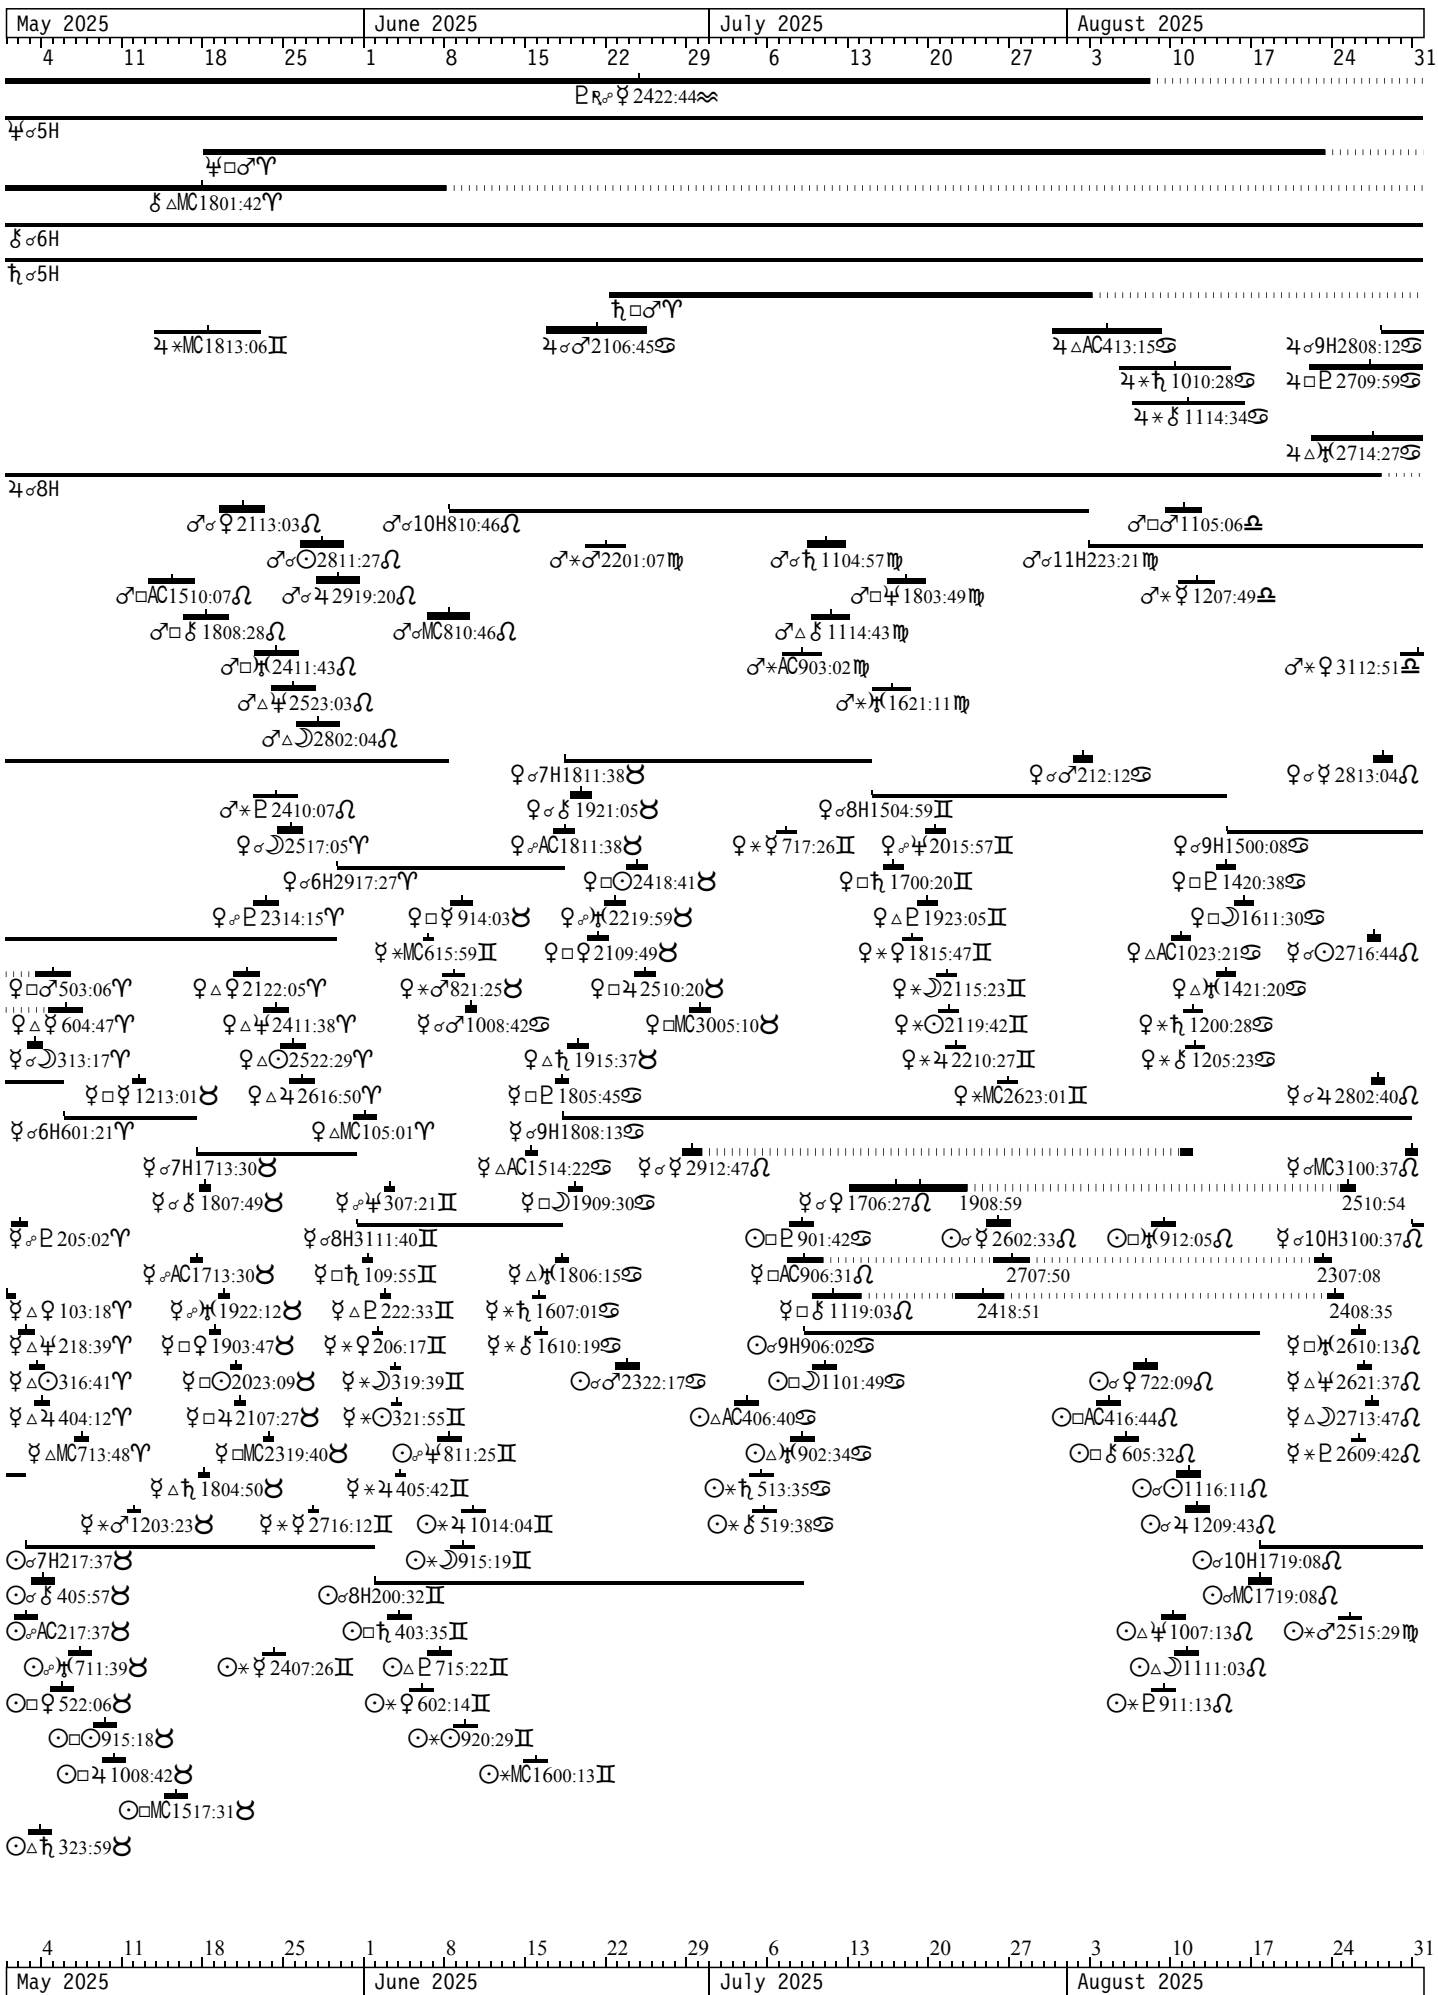 May 2025 June 2025 July 2025 August 2025
4 11 18 25 1 8 15 22 29 6 13 20 27 3 10 17 24 31
♇℞☍☿2422:44♒
♆☌5H
♆□♂♈
⚷△MC1801:42♈
⚷☌6H
♄☌5H
♄□♂♈
♃⚹MC1813:06♊ ♃☌♂2106:45♋ ♃△AC413:15♋ ♃☌9H2808:12♋
♃⚹♄1010:28♋ ♃□♇2709:59♋
♃⚹⚷1114:34♋
♃△♅2714:27♋
♃☌8H
♂☌♀2113:03♌ ♂☌10H810:46♌ ♂□♂1105:06♎
♂☌☉2811:27♌ ♂⚹♂2201:07♍ ♂☌♄1104:57♍ ♂☌11H223:21♍
♂□AC1510:07♌ ♂☌♃2919:20♌ ♂□♆1803:49♍ ♂⚹☿1207:49♎
♂□⚷1808:28♌ ♂☌MC810:46♌ ♂△⚷1114:43♍
♂□♅2411:43♌ ♂⚹AC903:02♍ ♂⚹♀3112:51♎
♂△♆2523:03♌ ♂⚹♅1621:11♍
♂△☽2802:04♌
♀☌7H1811:38♉ ♀☌♂212:12♋ ♀☌☿2813:04♌
♂⚹♇2410:07♌ ♀☌⚷1921:05♉ ♀☌8H1504:59♊
♀☌☽2517:05♈ ♀☍AC1811:38♉ ♀⚹☿717:26♊ ♀☍♆2015:57♊ ♀☌9H1500:08♋
♀☌6H2917:27♈ ♀□☉2418:41♉ ♀□♄1700:20♊ ♀□♇1420:38♋
♀☍♇2314:15♈ ♀□☿914:03♉ ♀☍♅2219:59♉ ♀△♇1923:05♊ ♀□☽1611:30♋
☿⚹MC615:59♊ ♀□♀2109:49♉ ♀⚹♀1815:47♊ ♀△AC1023:21♋ ☿☌☉2716:44♌
♀□♂503:06♈ ♀△♀2122:05♈ ♀⚹♂821:25♉ ♀□♃2510:20♉ ♀⚹☽2115:23♊ ♀△♅1421:20♋
♀△☿604:47♈ ♀△♆2411:38♈ ☿☌♂1008:42♋ ♀□MC3005:10♉ ♀⚹☉2119:42♊ ♀⚹♄1200:28♋
☿☌☽313:17♈ ♀△☉2522:29♈ ♀△♄1915:37♉ ♀⚹♃2210:27♊ ♀⚹⚷1205:23♋
☿□☿1213:01♉ ♀△♃2616:50♈ ☿□♇1805:45♋ ♀⚹MC2623:01♊ ☿☌♃2802:40♌
☿☌6H601:21♈ ♀△MC105:01♈ ☿☌9H1808:13♋
☿☌7H1713:30♉ ☿△AC1514:22♋ ☿☌☿2912:47♌ ☿☌MC3100:37♌
☿☌⚷1807:49♉ ☿☍♆307:21♊ ☿□☽1909:30♋ ☿☌♀1706:27♌ 1908:59 2510:54
☿☍♇205:02♈ ☿☌8H3111:40♊ ☉□♇901:42♋ ☉☌☿2602:33♌ ☉□♅912:05♌ ☿☌10H3100:37♌
☿☍AC1713:30♉ ☿□♄109:55♊ ☿△♅1806:15♋ ☿□AC906:31♌ 2707:50 2307:08
☿△♀103:18♈ ☿☍♅1922:12♉ ☿△♇222:33♊ ☿⚹♄1607:01♋ ☿□⚷1119:03♌ 2418:51 2408:35
☿△♆218:39♈ ☿□♀1903:47♉ ☿⚹♀206:17♊ ☿⚹⚷1610:19♋ ☉☌9H906:02♋ ☿□♅2610:13♌
☿△☉316:41♈ ☿□☉2023:09♉ ☿⚹☽319:39♊ ☉☌♂2322:17♋ ☉□☽1101:49♋ ☉☌♀722:09♌ ☿△♆2621:37♌
☿△♃404:12♈ ☿□♃2107:27♉ ☿⚹☉321:55♊ ☉△AC406:40♋ ☉□AC416:44♌ ☿△☽2713:47♌
☿△MC713:48♈ ☿□MC2319:40♉ ☉☍♆811:25♊ ☉△♅902:34♋ ☉□⚷605:32♌ ☿⚹♇2609:42♌
☿△♄1804:50♉ ☿⚹♃405:42♊ ☉⚹♄513:35♋ ☉☌☉1116:11♌
☿⚹♂1203:23♉ ☿⚹☿2716:12♊ ☉⚹♃1014:04♊ ☉⚹⚷519:38♋ ☉☌♃1209:43♌
☉☌7H217:37♉ ☉⚹☽915:19♊ ☉☌10H1719:08♌
☉☌⚷405:57♉ ☉☌8H200:32♊ ☉☌MC1719:08♌
☉☍AC217:37♉ ☉□♄403:35♊ ☉△♆1007:13♌ ☉⚹♂2515:29♍
☉☍♅711:39♉ ☉⚹☿2407:26♊ ☉△♇715:22♊ ☉△☽1111:03♌
☉□♀522:06♉ ☉⚹♀602:14♊ ☉⚹♇911:13♌
☉□☉915:18♉ ☉⚹☉920:29♊
☉□♃1008:42♉ ☉⚹MC1600:13♊
☉□MC1517:31♉
☉△♄323:59♉
4 11 18 25 1 8 15 22 29 6 13 20 27 3 10 17 24 31
May 2025 June 2025 July 2025 August 2025